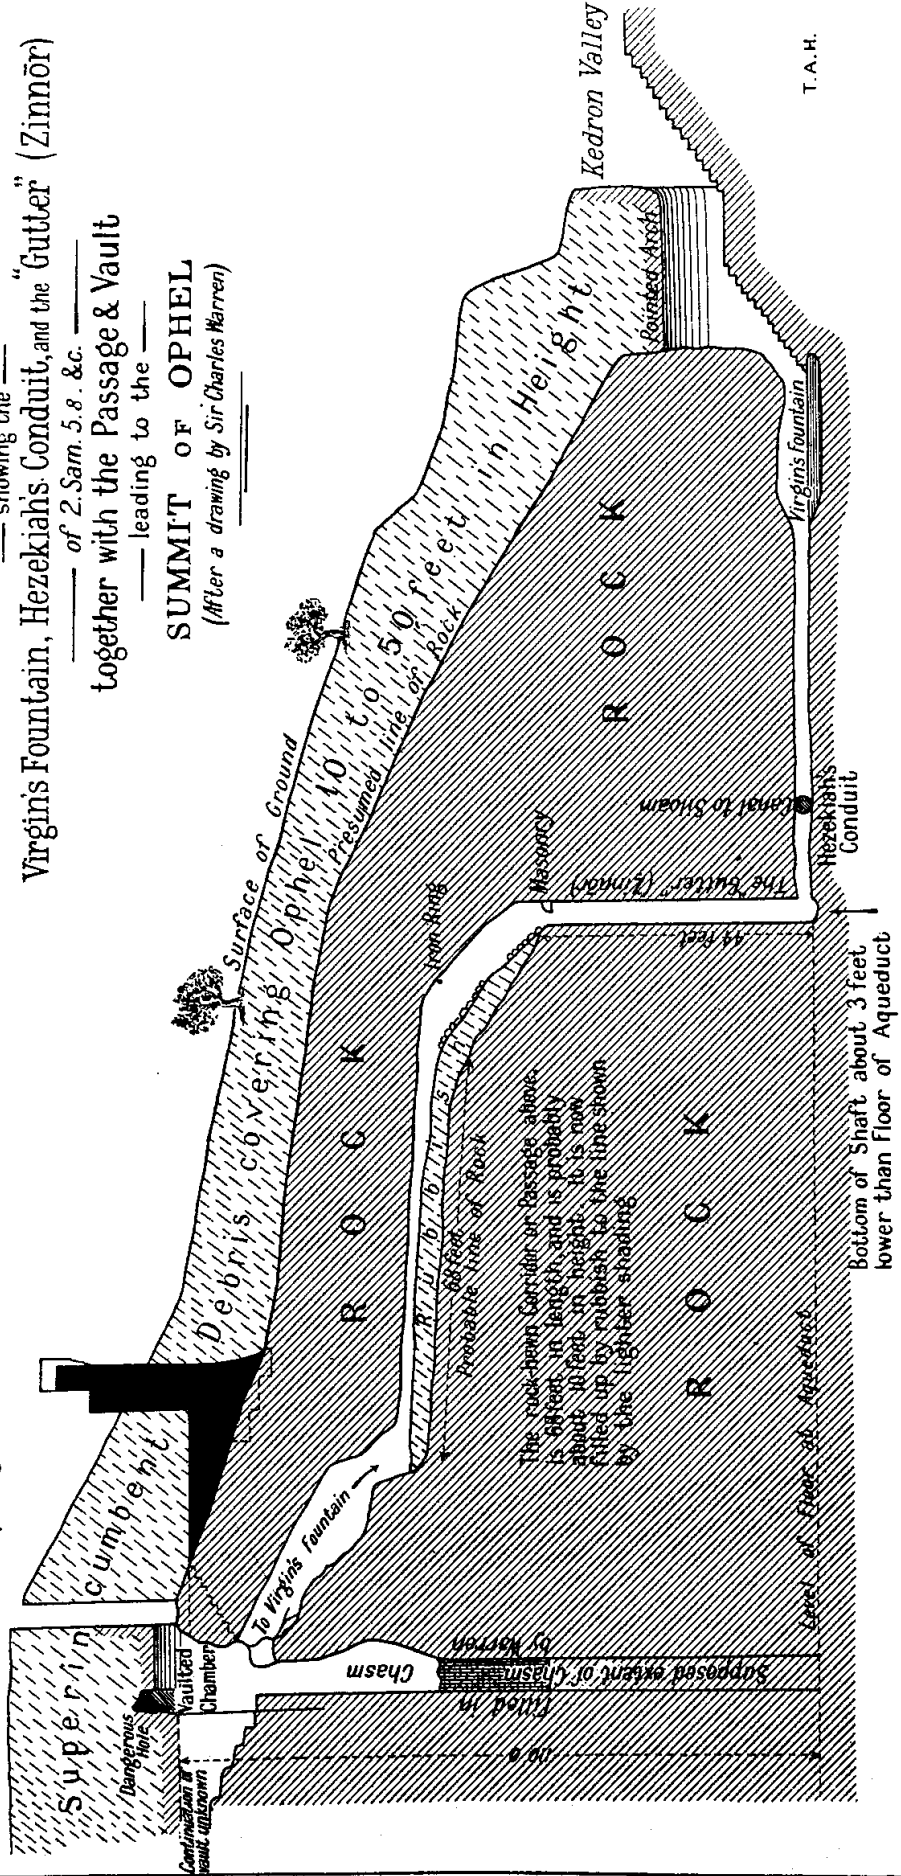 showing the
Virgin's Fountain, Hezekiah's Conduit, and the "Gutter" (Zinnōr)
of 2. Sam. 5. 8. &c.
together with the Passage & Vault
leading to the
SUMMIT OF OPHEL
(After a drawing by Sir Charles Warren)
Kedron Valley
T.A.H.
Superincumbent
Dangerous
Hole
Vaulted
Chamber
Continuation of
vault unknown
To Virgin's Fountain
Chasm
Filled in
by Warren
Supposed extent of Chasm
Surface of Ground
Debris covering Ophel 10 to 50 feet in Height
Presumed line of Rock
ROCK
Iron Ring
Masonry
Rubbish
68 feet
Probable line of Rock
The rock-hewn Corridor or Passage above,
is 68 feet in length, and is probably
about 10 feet in height. It is now
filled up by rubbish to the line shown
by the lighter shading
ROCK
ROCK
The "Gutter" (Zinnōr)
44 feet
Canal to Siloam
Hezekiah's
Conduit
Pointed Arch
Virgin's Fountain
Level of Floor of Aqueduct
Bottom of Shaft about 3 feet
lower than Floor of Aqueduct